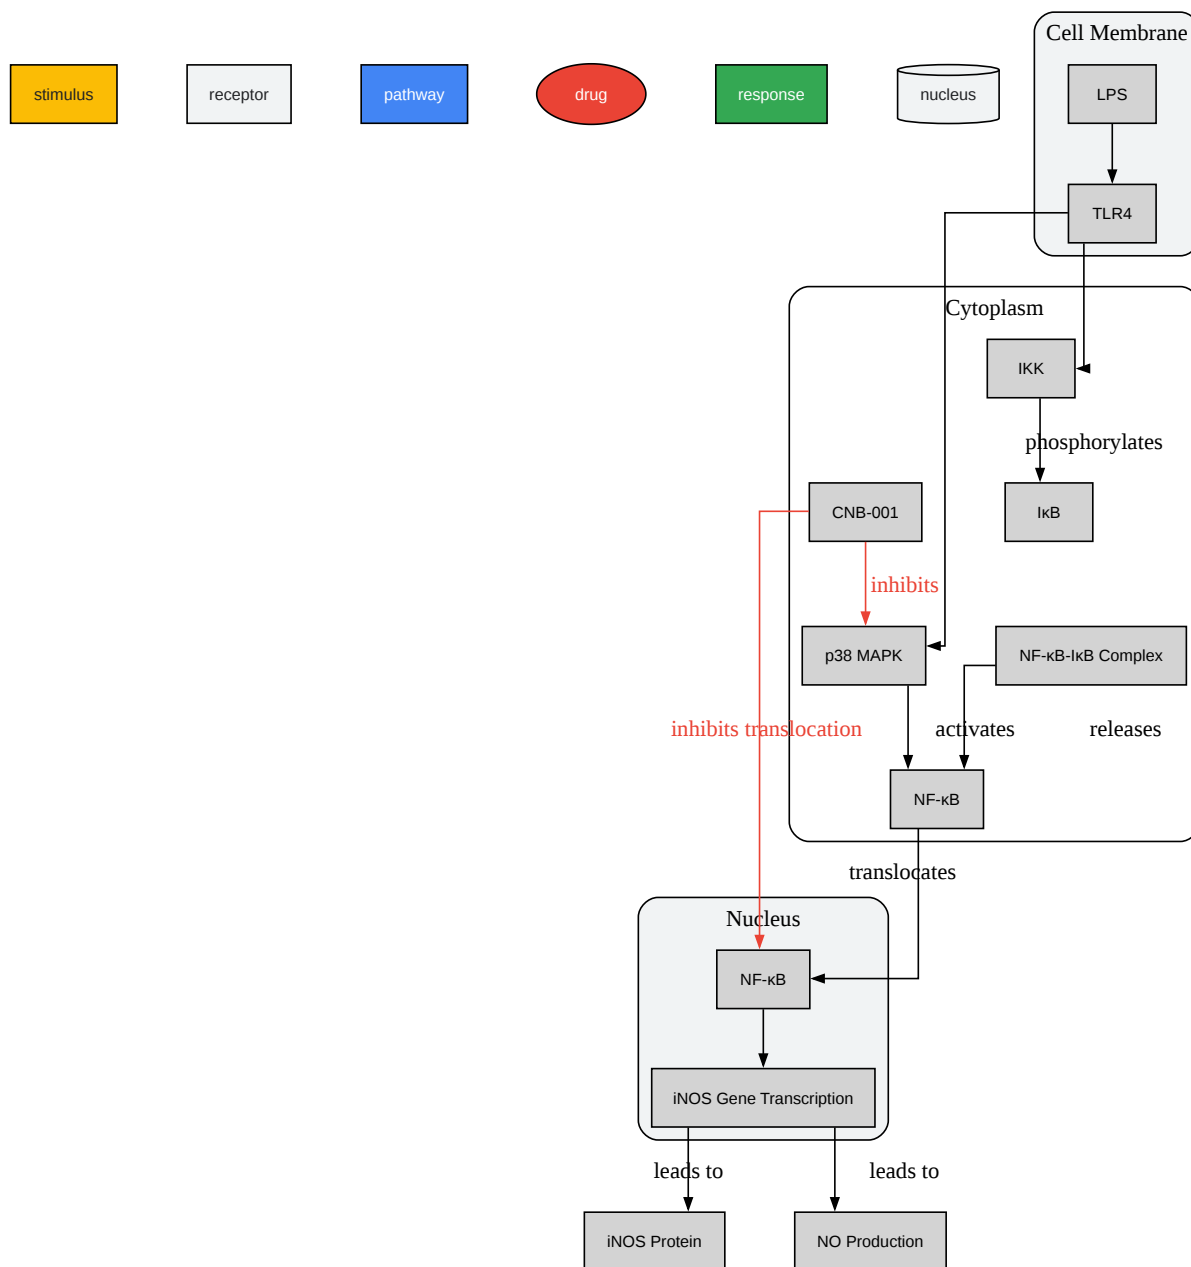 Cell Membrane
stimulus
receptor
pathway
drug
response
nucleus
LPS
TLR4
Cytoplasm
IKK
phosphorylates
CNB-001
IκB
inhibits
p38 MAPK
NF-κB-IκB Complex
inhibits translocation
activates
releases
NF-κB
translocates
Nucleus
NF-κB
iNOS Gene Transcription
leads to
leads to
iNOS Protein
NO Production